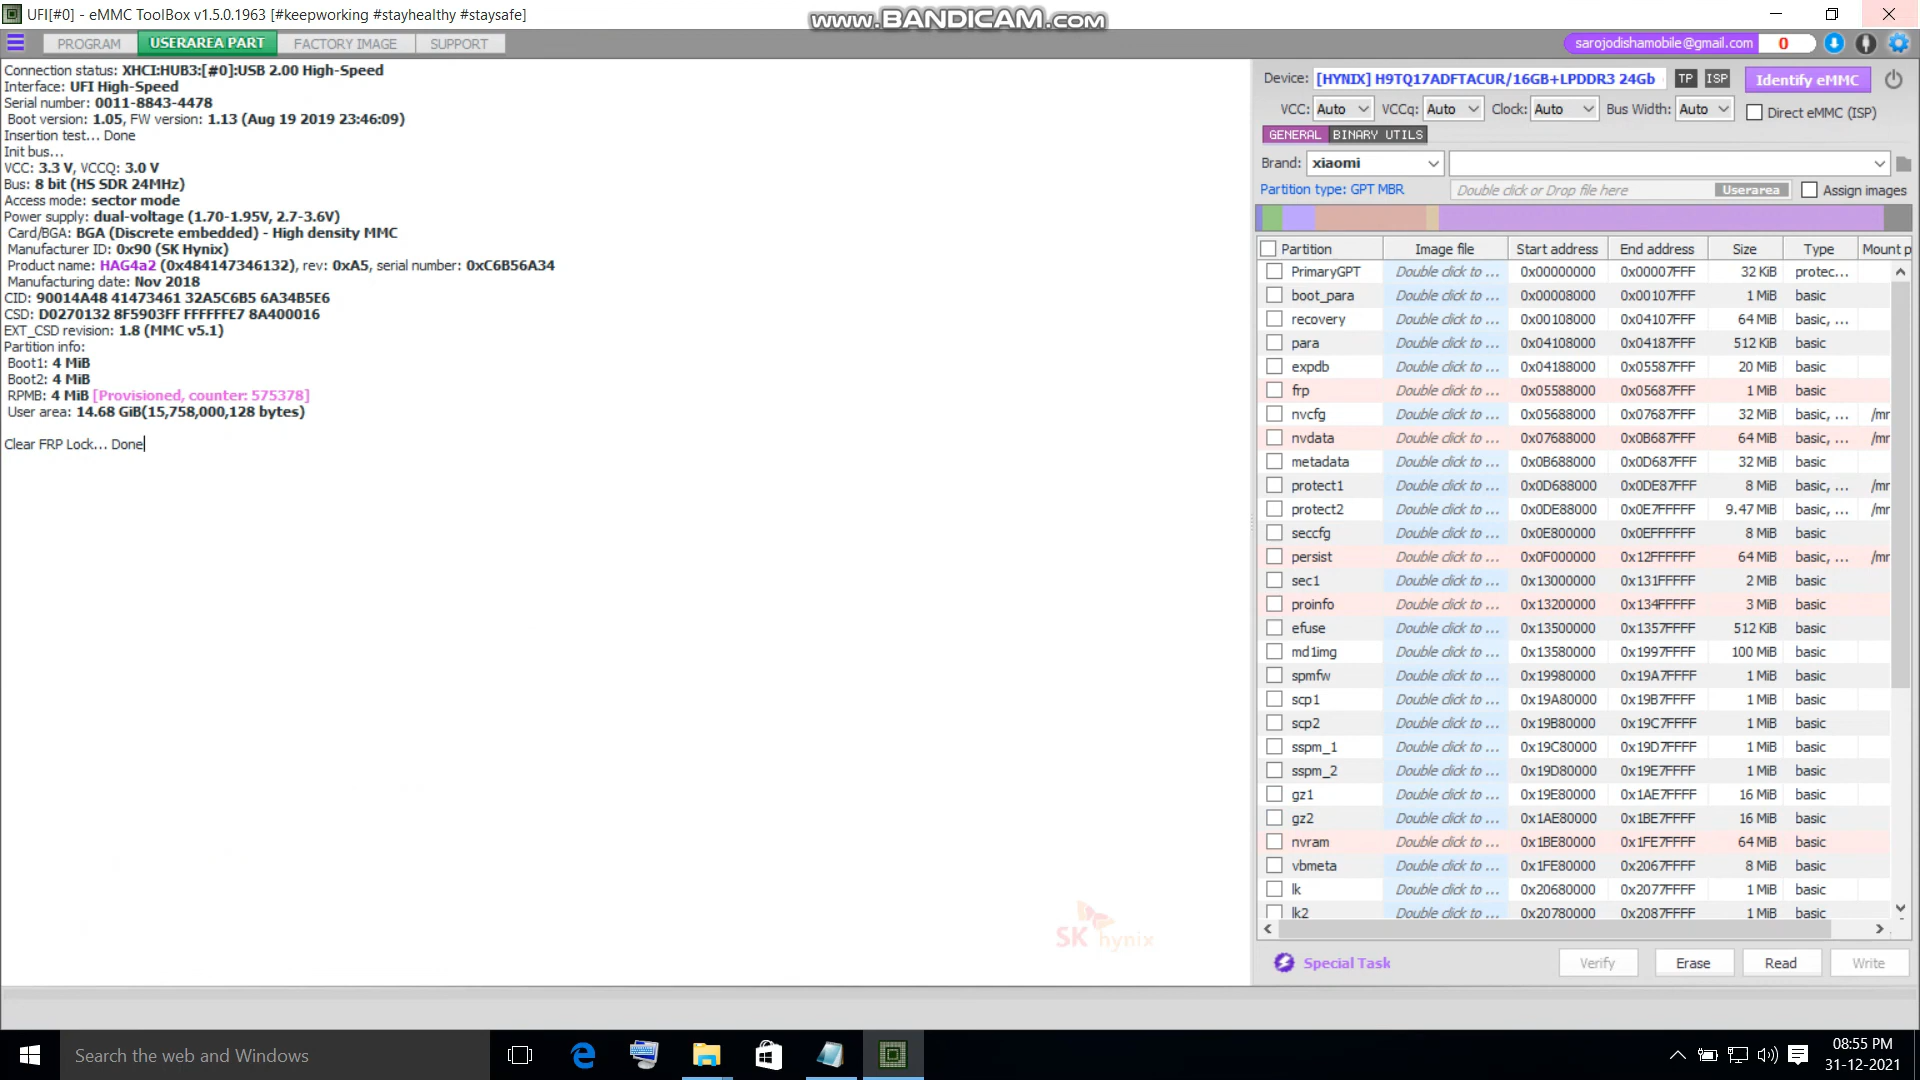 UFI[#0] - eMMC ToolBox v1.5.0.1963 [#keepworking #stayhealthy #staysafe]
www.BANDICAM.com
PROGRAM USERAREA PART FACTORY IMAGE SUPPORT
sarojodishamobile@gmail.com 0
Connection status: XHCI:HUB3:[#0]:USB 2.00 High-Speed
Interface: UFI High-Speed
Serial number: 0011-8843-4478
Boot version: 1.05, FW version: 1.13 (Aug 19 2019 23:46:09)
Insertion test... Done
Init bus...
VCC: 3.3 V, VCCQ: 3.0 V
Bus: 8 bit (HS SDR 24MHz)
Access mode: sector mode
Power supply: dual-voltage (1.70-1.95V, 2.7-3.6V)
Card/BGA: BGA (Discrete embedded) - High density MMC
Manufacturer ID: 0x90 (SK Hynix)
Product name: HAG4a2 (0x484147346132), rev: 0xA5, serial number: 0xC6B56A34
Manufacturing date: Nov 2018
CID: 90014A48 41473461 32A5C6B5 6A34B5E6
CSD: D0270132 8F5903FF FFFFFFE7 8A400016
EXT_CSD revision: 1.8 (MMC v5.1)
Partition info:
Boot1: 4 MiB
Boot2: 4 MiB
RPMB: 4 MiB [Provisioned, counter: 575378]
User area: 14.68 GiB(15,758,000,128 bytes)
Clear FRP Lock... Done
SK hynix
Device: [HYNIX] H9TQ17ADFTACUR/16GB+LPDDR3 24Gb TP ISP Identify eMMC
VCC: Auto VCCq: Auto Clock: Auto Bus Width: Auto Direct eMMC (ISP)
GENERAL BINARY UTILS
Brand: xiaomi
Partition type: GPT MBR Double click or Drop file here Userarea Assign images
Partition Image file Start address End address Size Type Mount p
PrimaryGPT Double click to ... 0x00000000 0x00007FFF 32 KiB protec...
boot_para Double click to ... 0x00008000 0x00107FFF 1 MiB basic
recovery Double click to ... 0x00108000 0x04107FFF 64 MiB basic, ...
para Double click to ... 0x04108000 0x04187FFF 512 KiB basic
expdb Double click to ... 0x04188000 0x05587FFF 20 MiB basic
frp Double click to ... 0x05588000 0x05687FFF 1 MiB basic
nvcfg Double click to ... 0x05688000 0x07687FFF 32 MiB basic, ... /mr
nvdata Double click to ... 0x07688000 0x0B687FFF 64 MiB basic, ... /mr
metadata Double click to ... 0x0B688000 0x0D687FFF 32 MiB basic
protect1 Double click to ... 0x0D688000 0x0DE87FFF 8 MiB basic, ... /mr
protect2 Double click to ... 0x0DE88000 0x0E7FFFFF 9.47 MiB basic, ... /mr
seccfg Double click to ... 0x0E800000 0x0EFFFFFF 8 MiB basic
persist Double click to ... 0x0F000000 0x12FFFFFF 64 MiB basic, ... /mr
sec1 Double click to ... 0x13000000 0x131FFFFF 2 MiB basic
proinfo Double click to ... 0x13200000 0x134FFFFF 3 MiB basic
efuse Double click to ... 0x13500000 0x1357FFFF 512 KiB basic
md1img Double click to ... 0x13580000 0x1997FFFF 100 MiB basic
spmfw Double click to ... 0x19980000 0x19A7FFFF 1 MiB basic
scp1 Double click to ... 0x19A80000 0x19B7FFFF 1 MiB basic
scp2 Double click to ... 0x19B80000 0x19C7FFFF 1 MiB basic
sspm_1 Double click to ... 0x19C80000 0x19D7FFFF 1 MiB basic
sspm_2 Double click to ... 0x19D80000 0x19E7FFFF 1 MiB basic
gz1 Double click to ... 0x19E80000 0x1AE7FFFF 16 MiB basic
gz2 Double click to ... 0x1AE80000 0x1BE7FFFF 16 MiB basic
nvram Double click to ... 0x1BE80000 0x1FE7FFFF 64 MiB basic
vbmeta Double click to ... 0x1FE80000 0x2067FFFF 8 MiB basic
lk Double click to ... 0x20680000 0x2077FFFF 1 MiB basic
lk2 Double click to ... 0x20780000 0x2087FFFF 1 MiB basic
Special Task Verify Erase Read Write
Search the web and Windows
08:55 PM
31-12-2021